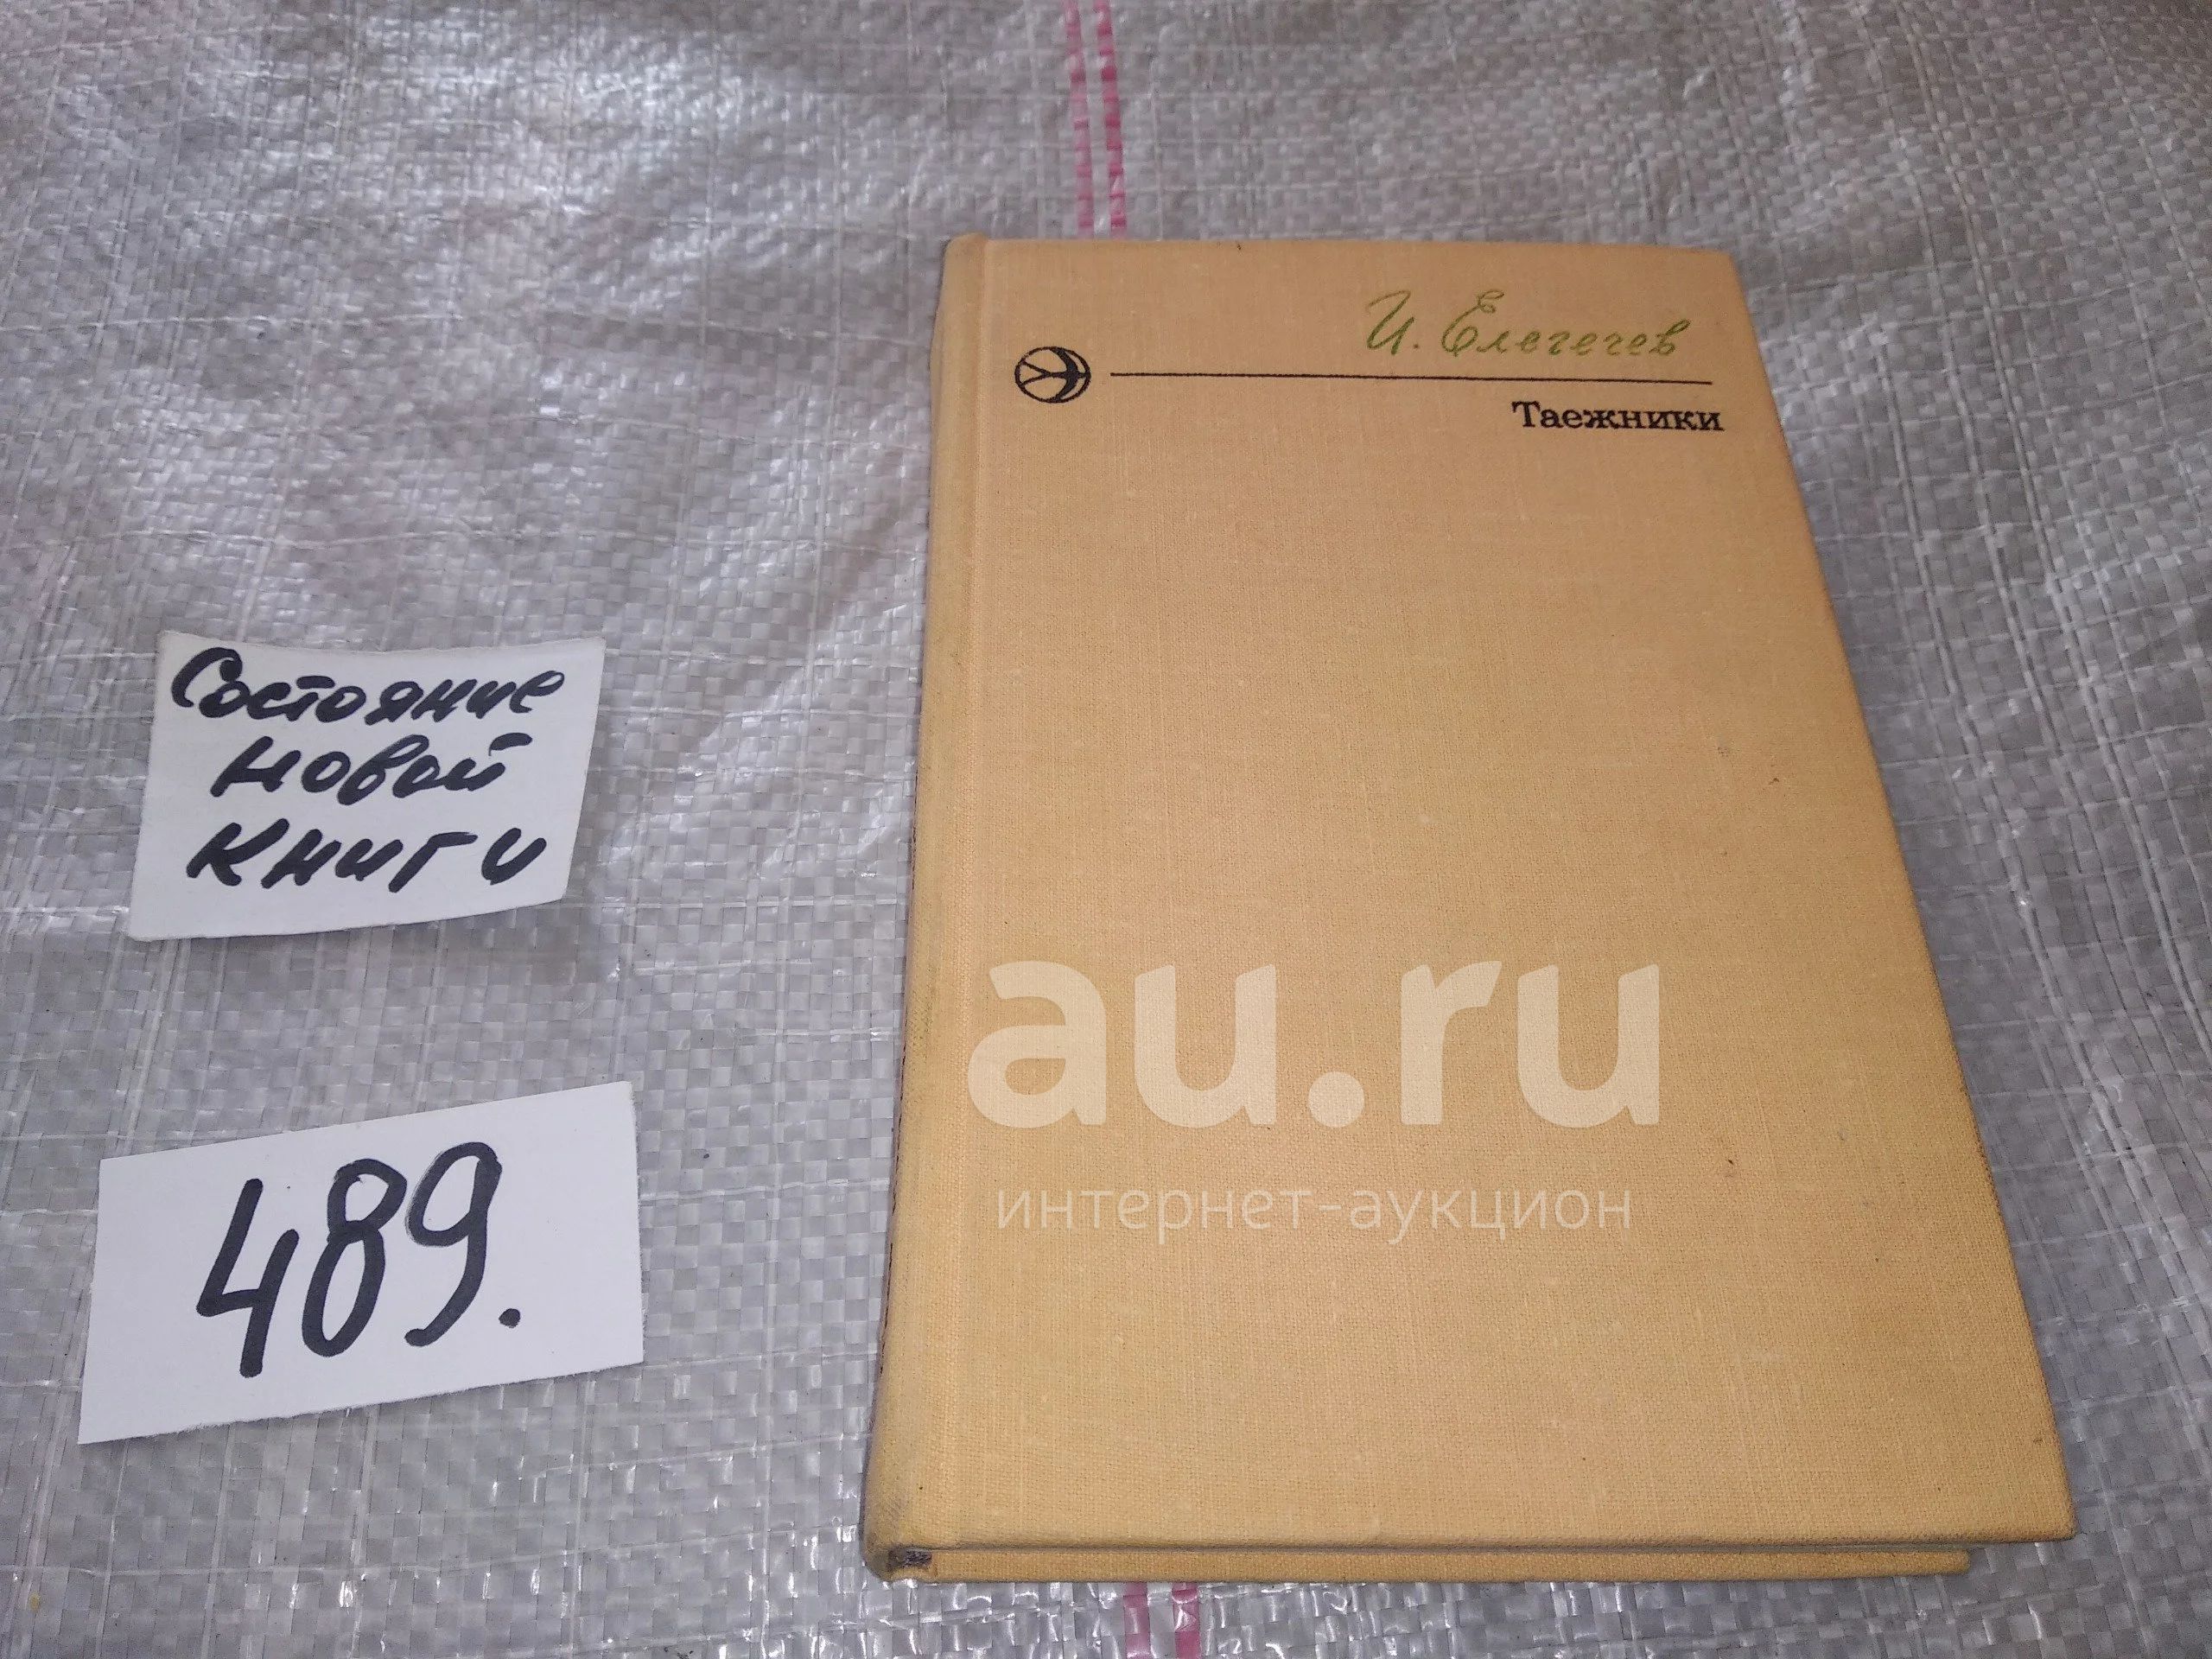 И. Елегечев
Таежники
Состояние
новой
книги
489.
au.ru
интернет-аукцион